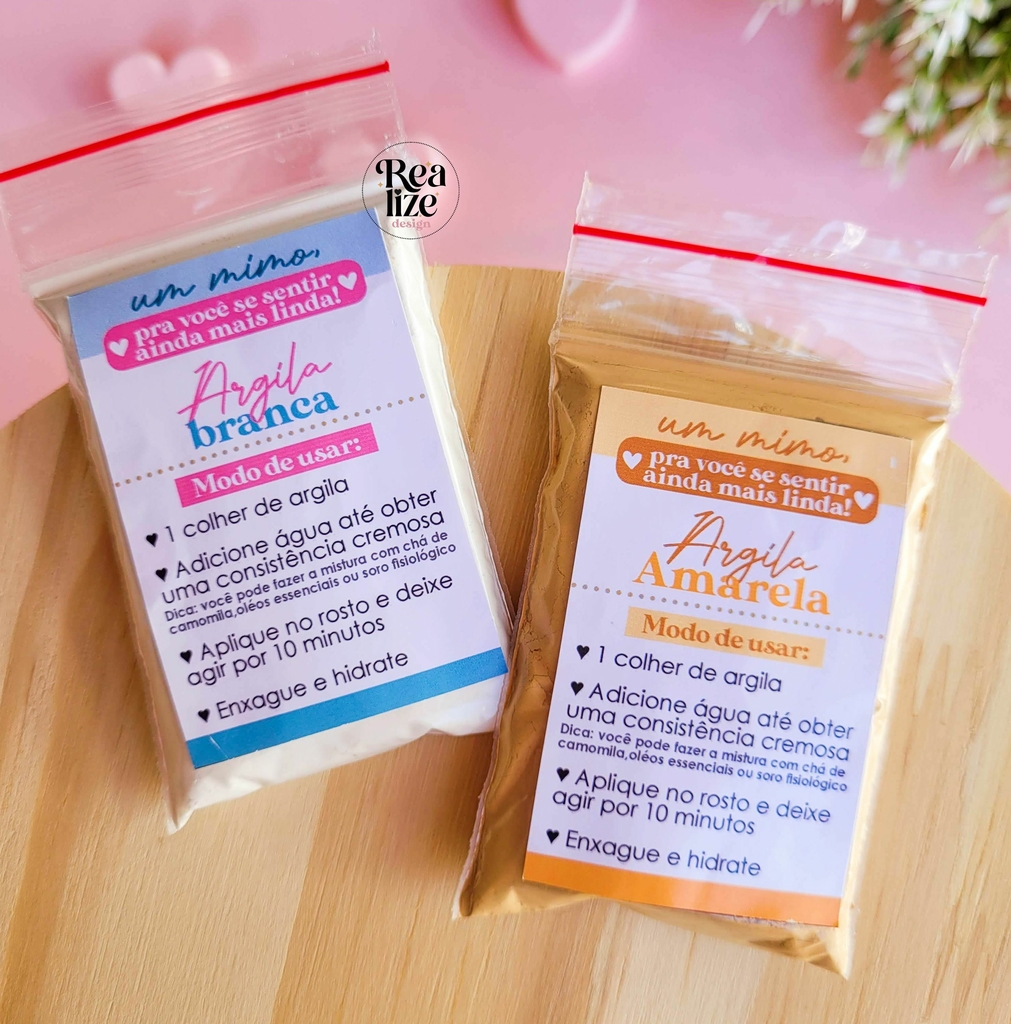 Rea
lize
design
um mimo,
pra você se sentir
ainda mais linda!
Argila
branca
Modo de usar:
♥ 1 colher de argila
♥ Adicione água até obter
uma consistência cremosa
Dica: você pode fazer a mistura com chá de
camomila,oléos essenciais ou soro fisiológico
♥ Aplique no rosto e deixe
agir por 10 minutos
♥ Enxague e hidrate
um mimo,
pra você se sentir
ainda mais linda!
Argila
Amarela
Modo de usar:
♥ 1 colher de argila
♥ Adicione água até obter
uma consistência cremosa
Dica: você pode fazer a mistura com chá de
camomila,oléos essenciais ou soro fisiológico
♥ Aplique no rosto e deixe
agir por 10 minutos
♥ Enxague e hidrate